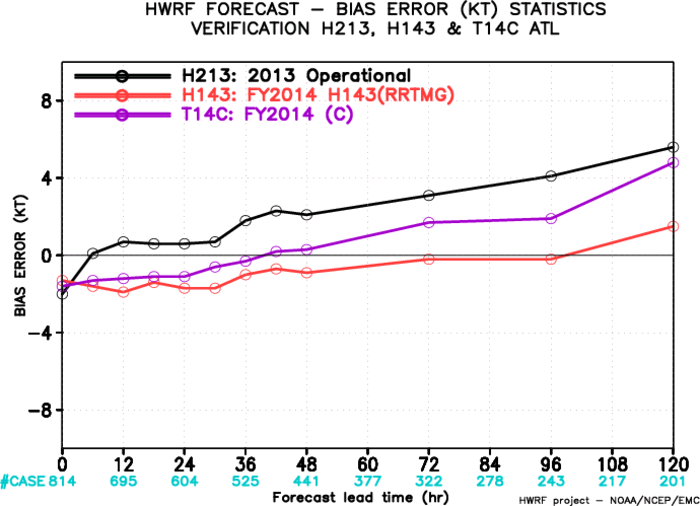 HWRF FORECAST – BIAS ERROR (KT) STATISTICS
VERIFICATION H213, H143 & T14C ATL
H213: 2013 Operational
H143: FY2014 H143(RRTMG)
T14C: FY2014 (C)
BIAS ERROR (KT)
8
4
0
–4
–8
0 12 24 36 48 60 72 84 96 108 120
#CASE 814 695 604 525 441 377 322 278 243 217 201
Forecast lead time (hr)
HWRF project – NOAA/NCEP/EMC